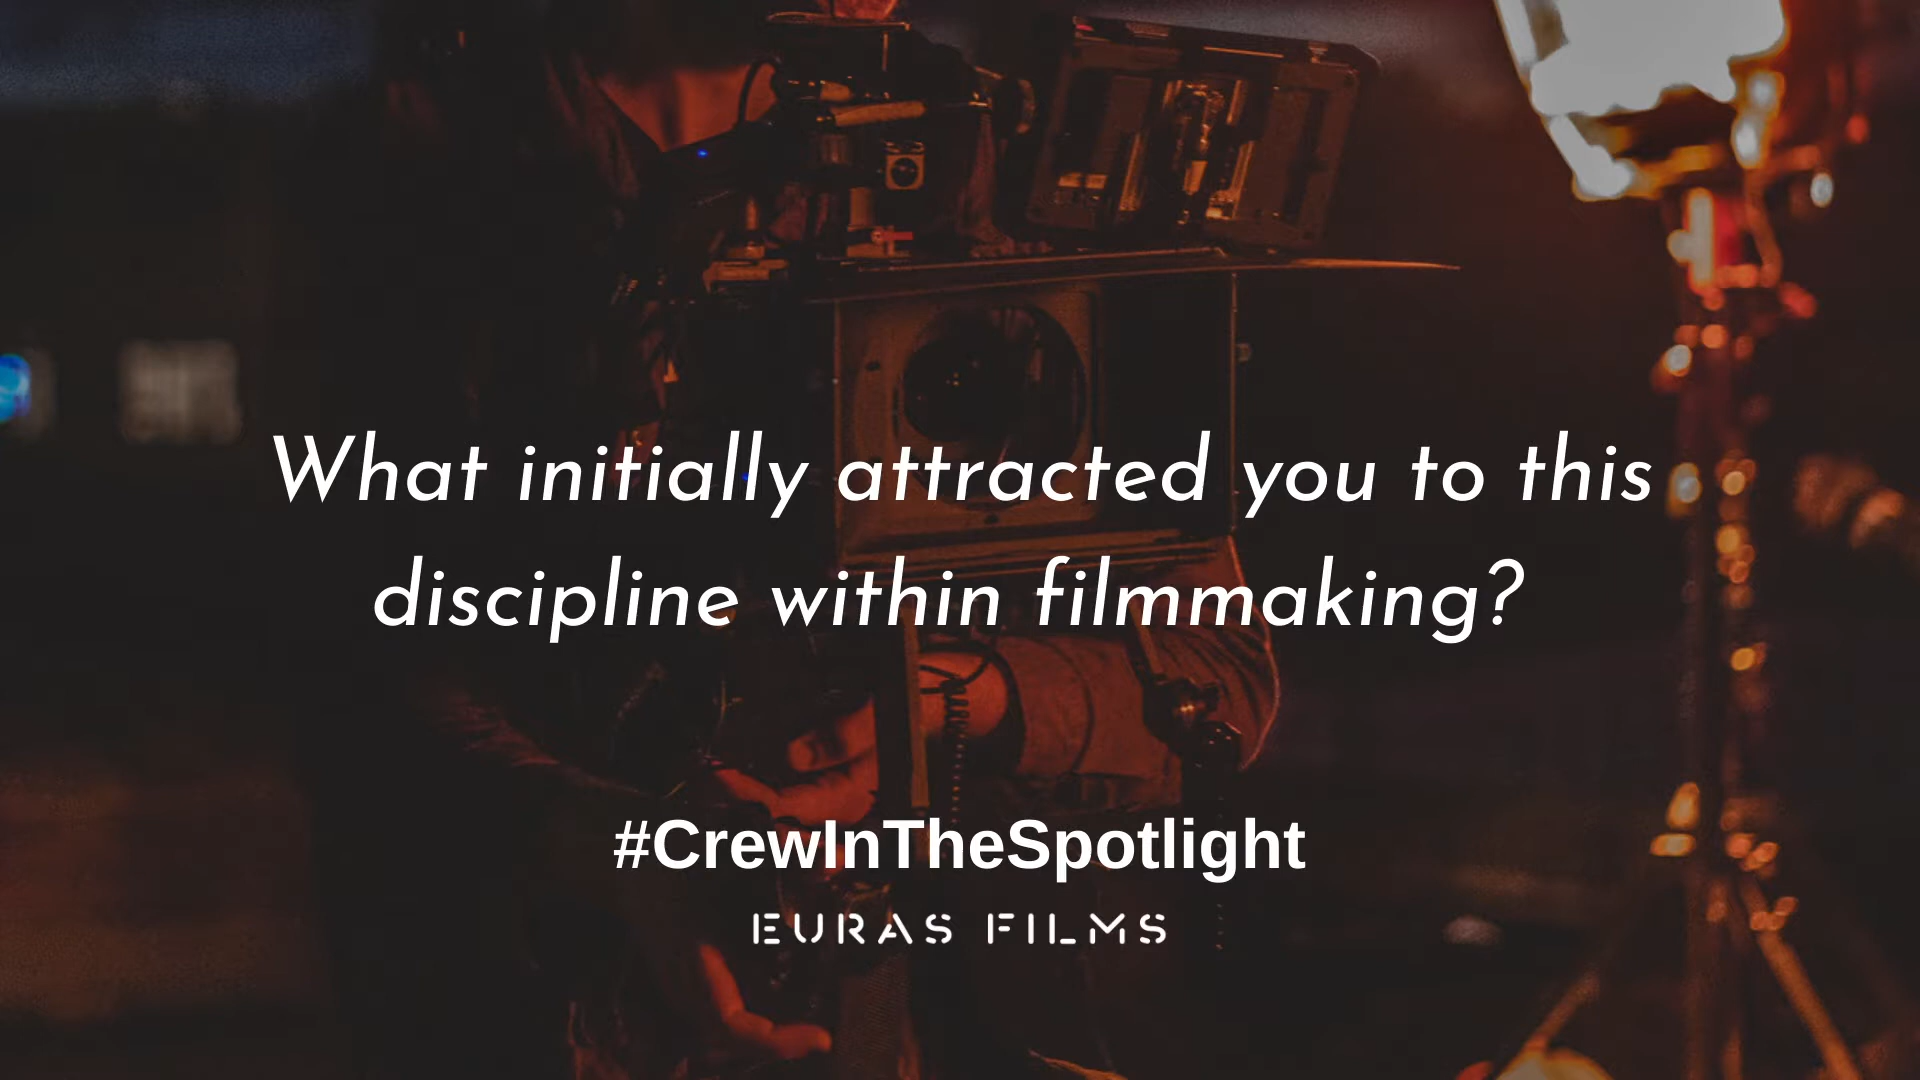 What initially attracted you to this
discipline within filmmaking?
#CrewInTheSpotlight
EURAS FILMS